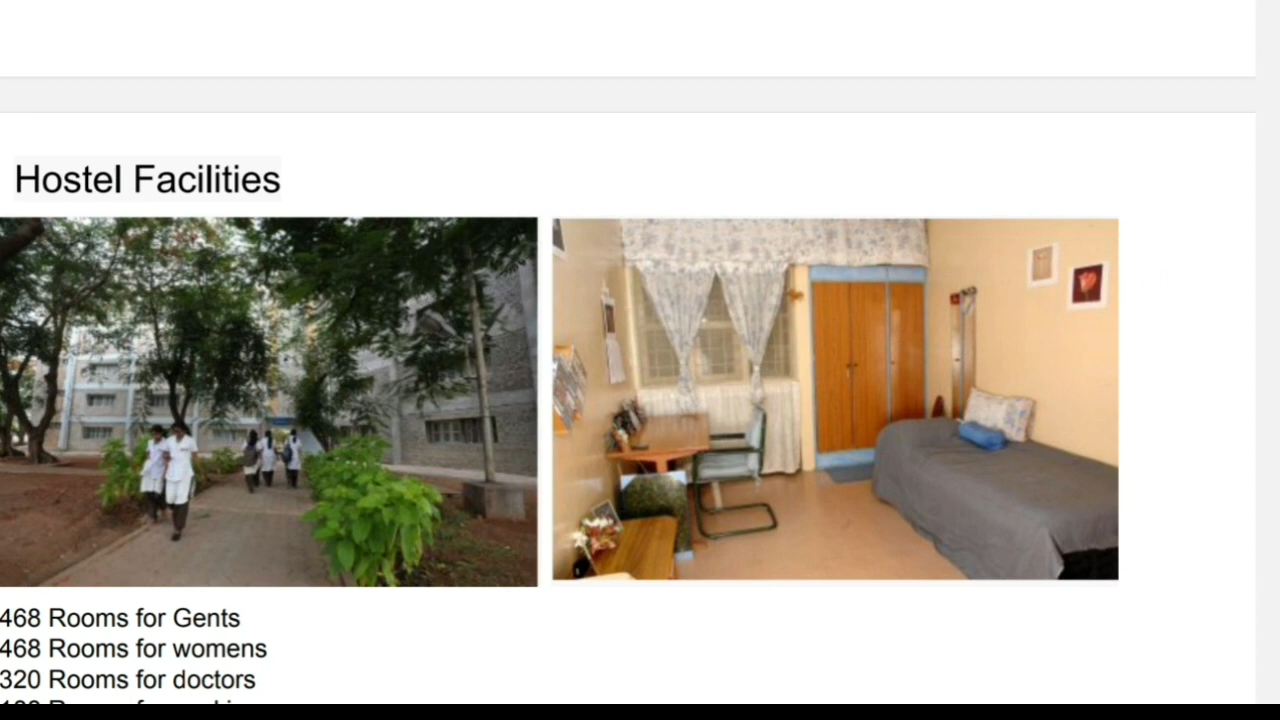 Hostel Facilities
468 Rooms for Gents
468 Rooms for womens
320 Rooms for doctors